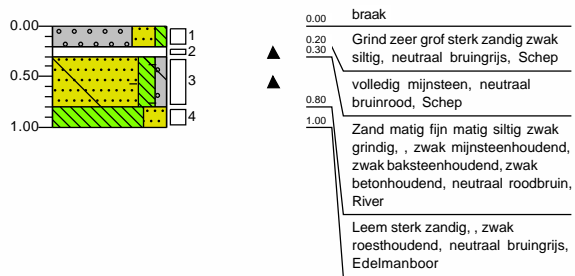 0.00
0.50
1.00
1
2
3
4
0.00
0.20
0.30
0.80
1.00
braak
Grind zeer grof sterk zandig zwak
siltig, neutraal bruingrijs, Schep
volledig mijnsteen, neutraal
bruinrood, Schep
Zand matig fijn matig siltig zwak
grindig, , zwak mijnsteenhoudend,
zwak baksteenhoudend, zwak
betonhoudend, neutraal roodbruin,
River
Leem sterk zandig, , zwak
roesthoudend, neutraal bruingrijs,
Edelmanboor